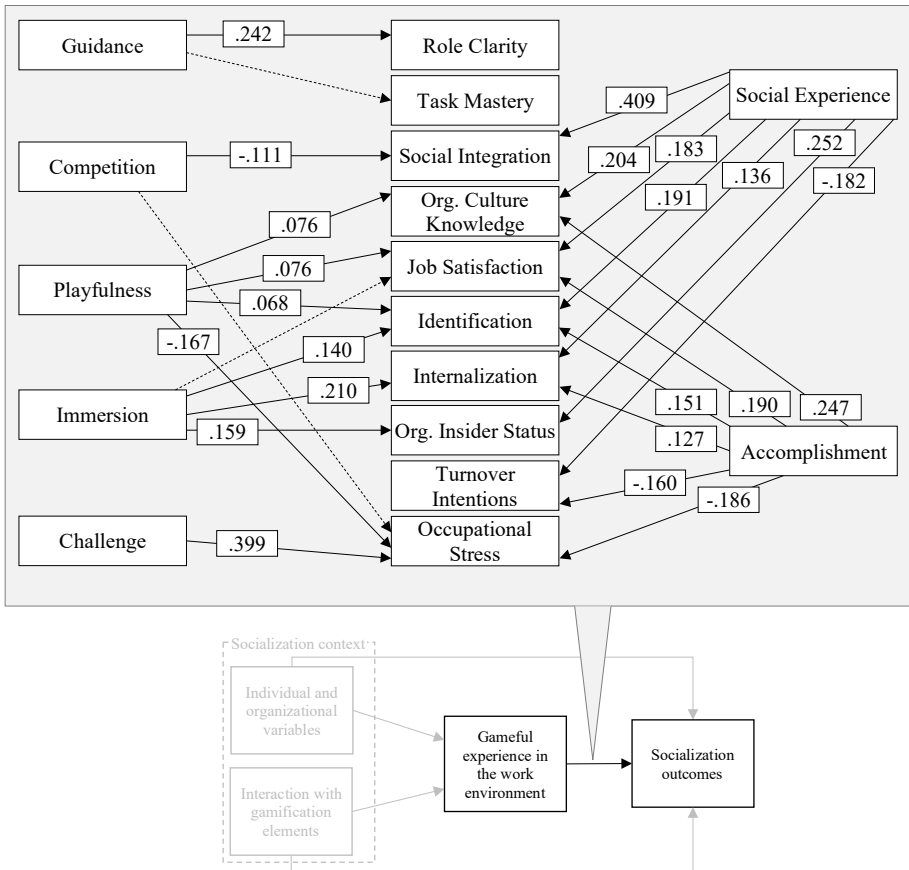 Guidance
.242
Role Clarity
Task Mastery
Social Experience
.409
Competition
-.111
Social Integration
.204
.183
.191
.136
.252
-.182
.076
Org. Culture
Knowledge
Playfulness
.076
Job Satisfaction
.068
Identification
-.167
.140
Immersion
.210
Internalization
.159
Org. Insider Status
.151
.190
.247
.127
Accomplishment
Turnover
Intentions
-.160
-.186
Challenge
.399
Occupational
Stress
Socialization context
Individual and
organizational
variables
Interaction with
gamification
elements
Gameful
experience in
the work
environment
Socialization
outcomes